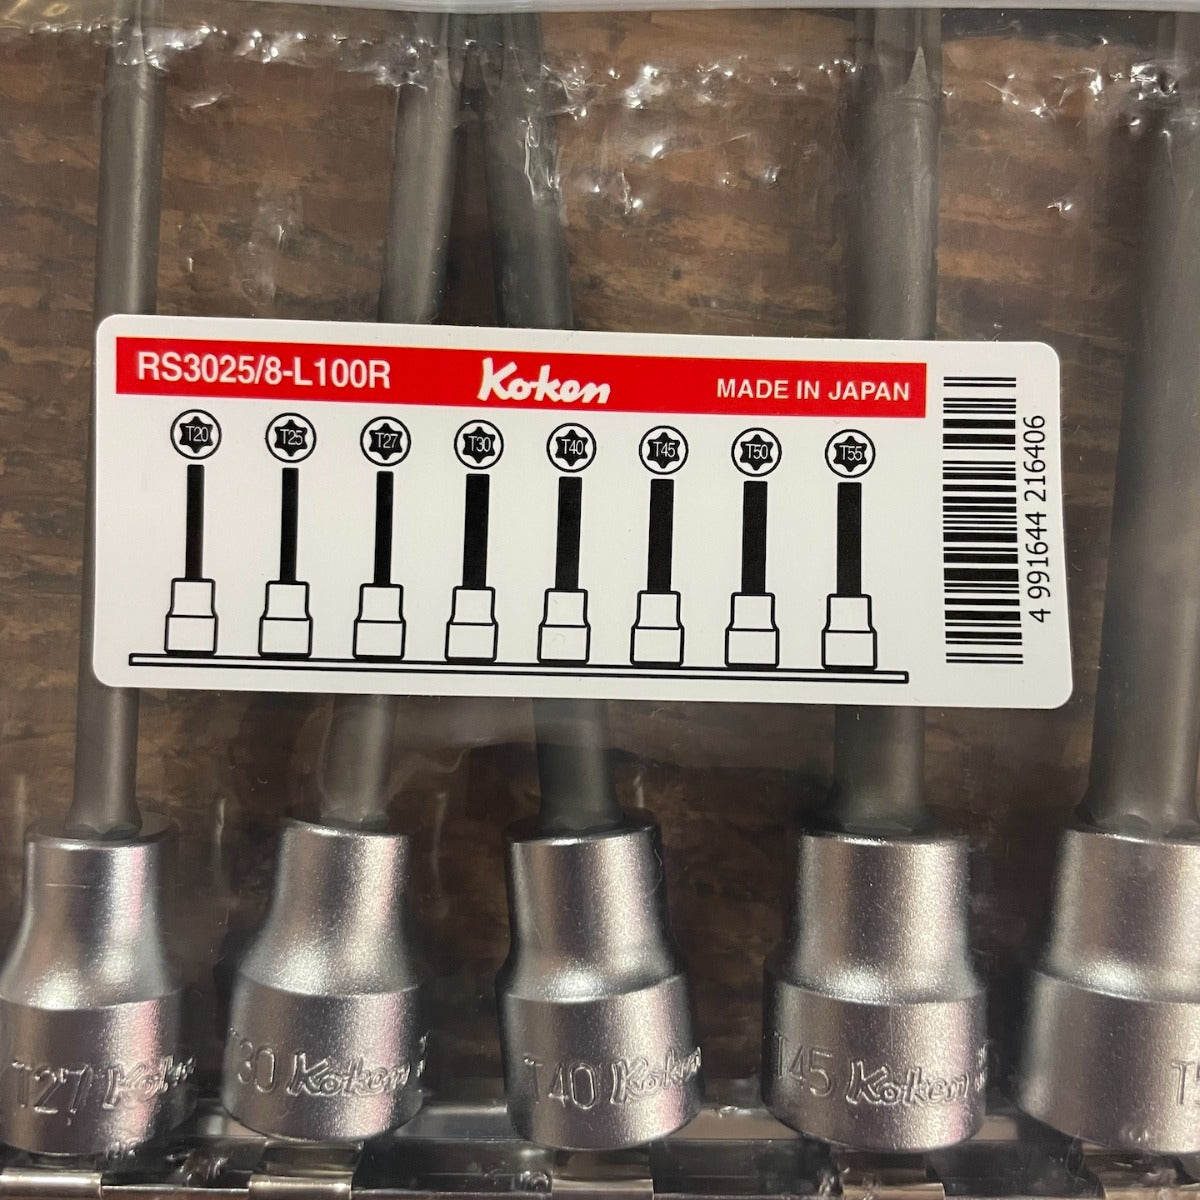 RS3025/8-L100R Koken MADE IN JAPAN
T20 T25 T27 T30 T40 T45 T50 T55
4 991644 216406
T27 Koken
30 Koken
T40 Koken
T45 Koken